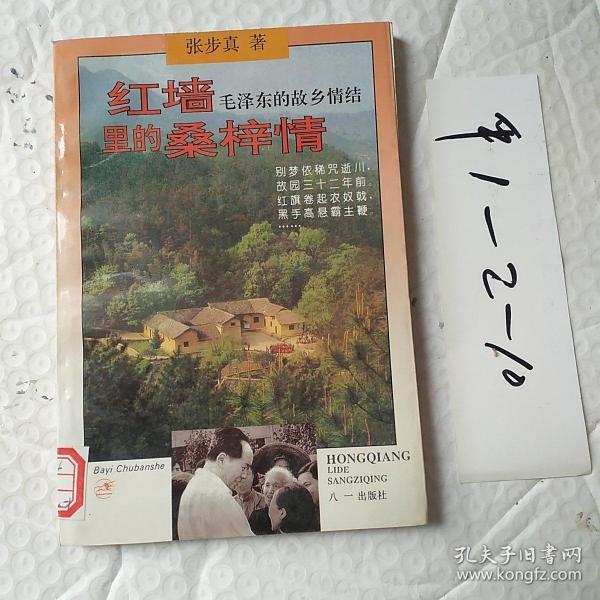 张步真 著
红墙
毛泽东的故乡情结
里的桑梓情
别梦依稀咒逝川,
故园三十二年前,
红旗卷起农奴戟,
黑手高悬霸主鞭
……
Bayi Chubanshe
HONGQIANG
LIDE
SANGZIQING
八一出版社
1-2-10
孔夫子旧书网
www.kongfz.com